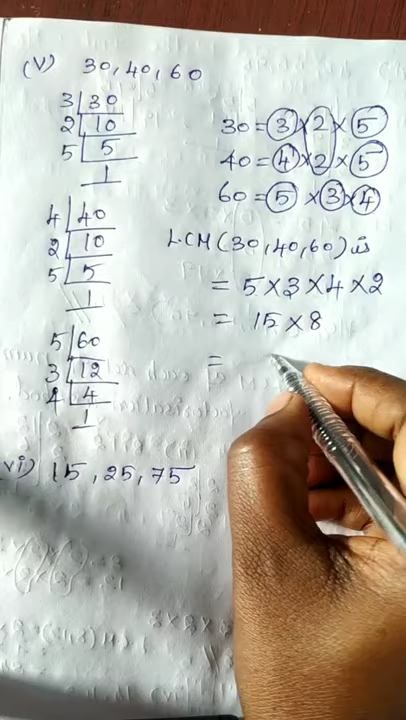 (V) 30, 40, 60
3 | 30
2 | 10
5 | 5
1
4 | 40
2 | 10
5 | 5
1
5 | 60
3 | 12
4 | 4
1
30 = 3 × 2 × 5
40 = 4 × 2 × 5
60 = 5 × 3 × 4
L.CM (30, 40, 60) is
= 5 × 3 × 4 × 2
= 15 × 8
=
vi) 15, 25, 75